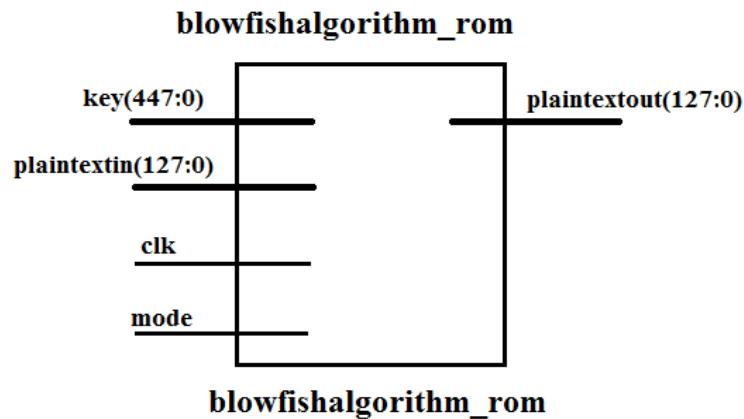 blowfishalgorithm_rom
key(447:0)
plaintextout(127:0)
plaintextin(127:0)
clk
mode
blowfishalgorithm_rom